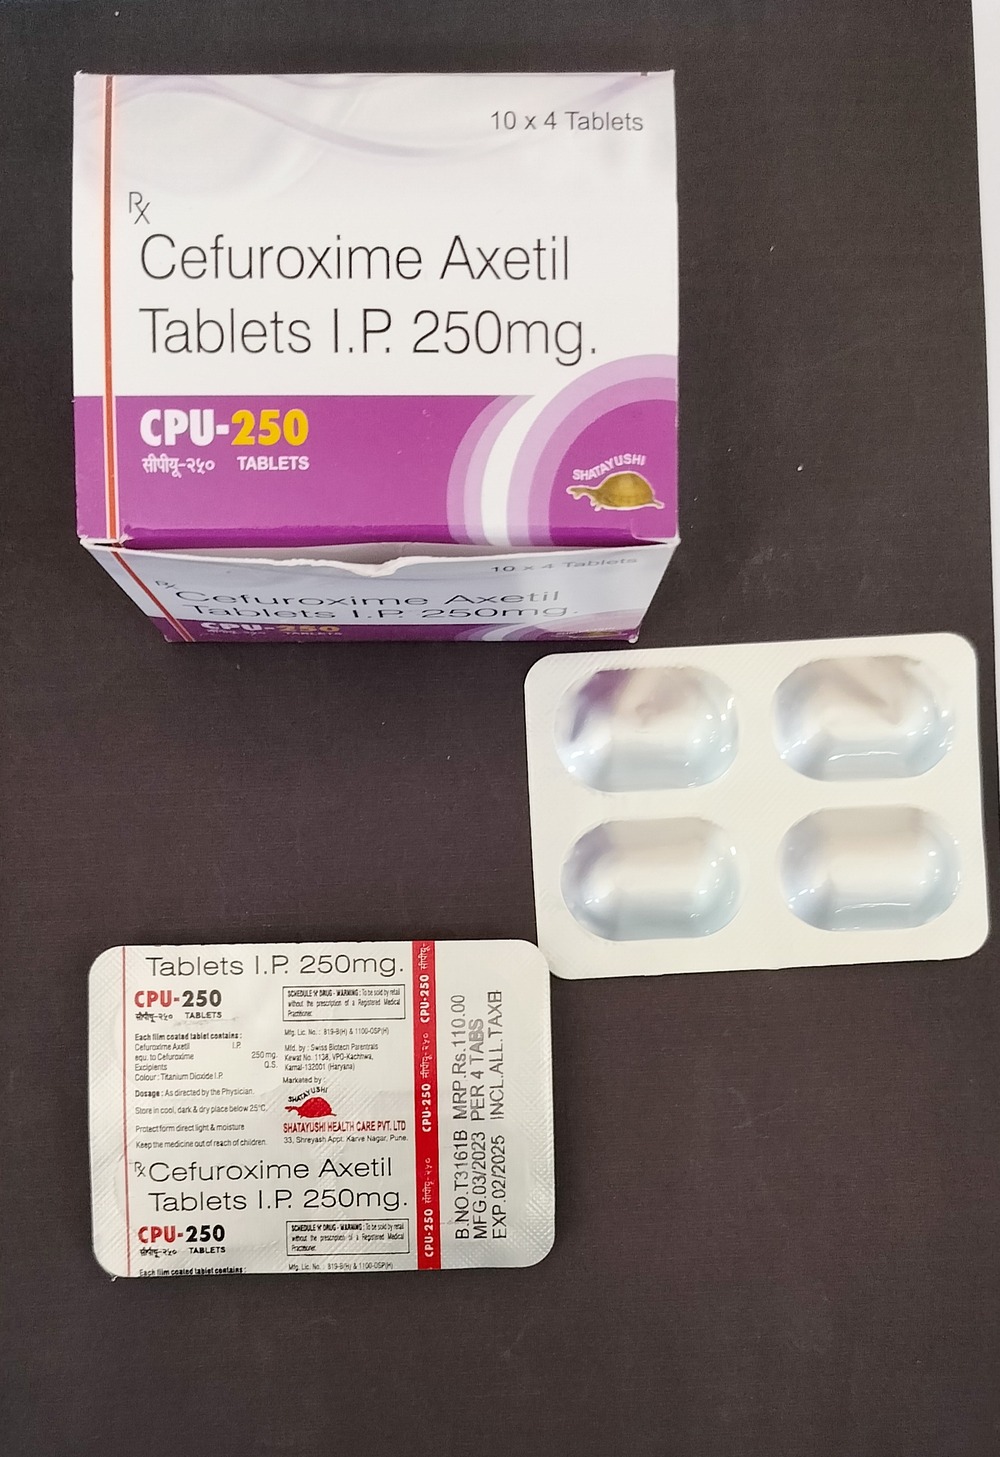 10 x 4 Tablets
Rx
Cefuroxime Axetil
Tablets I.P. 250mg.
CPU-250
सीपीयू-२५० TABLETS
SHATAYUSHI
10 x 4 Tablets
Rx
Cefuroxime Axetil
Tablets I.P. 250mg.
CPU-250
TABLETS
Tablets I.P. 250mg.
CPU-250
सीपीयू-२५० TABLETS
Each film coated tablet contains :
Cefuroxime Axetil I.P.
equ. to Cefuroxime 250 mg.
Excipients Q.S.
Colour : Titanium Dioxide I.P.
Dosage : As directed by the Physician.
Store in cool, dark & dry place below 25°C.
Protect form direct light & moisture
Keep the medicine out of reach of children.
SCHEDULE 'H' DRUG - WARNING : To be sold by retail
without the prescription of a Registered Medical
Practitioner.
Mfg. Lic. No. : 819-B(H) & 1100-OSP(H)
Mfd. by : Swiss Biotech Parentrals
Kewat No. 1138, VPO-Kachhwa,
Karnal-132001 (Haryana)
Marketed by :
SHATAYUSHI
SHATAYUSHI HEALTH CARE PVT. LTD
33, Shreyash Appt. Karve Nagar, Pune.
Rx Cefuroxime Axetil
Tablets I.P. 250mg.
CPU-250
सीपीयू-२५० TABLETS
Each film coated tablet contains :
SCHEDULE 'H' DRUG - WARNING : To be sold by retail
without the prescription of a Registered Medical
Practitioner.
Mfg. Lic. No. : 819-B(H) & 1100-OSP(H)
CPU-250 सीपीयू-२५० CPU-250 सीपीयू-२५० CPU-250 सीपीयू-
B.NO.T3161B MRP.Rs.110.00
MFG.03/2023 PER 4 TABS
EXP.02/2025 INCL.ALL.TAXE